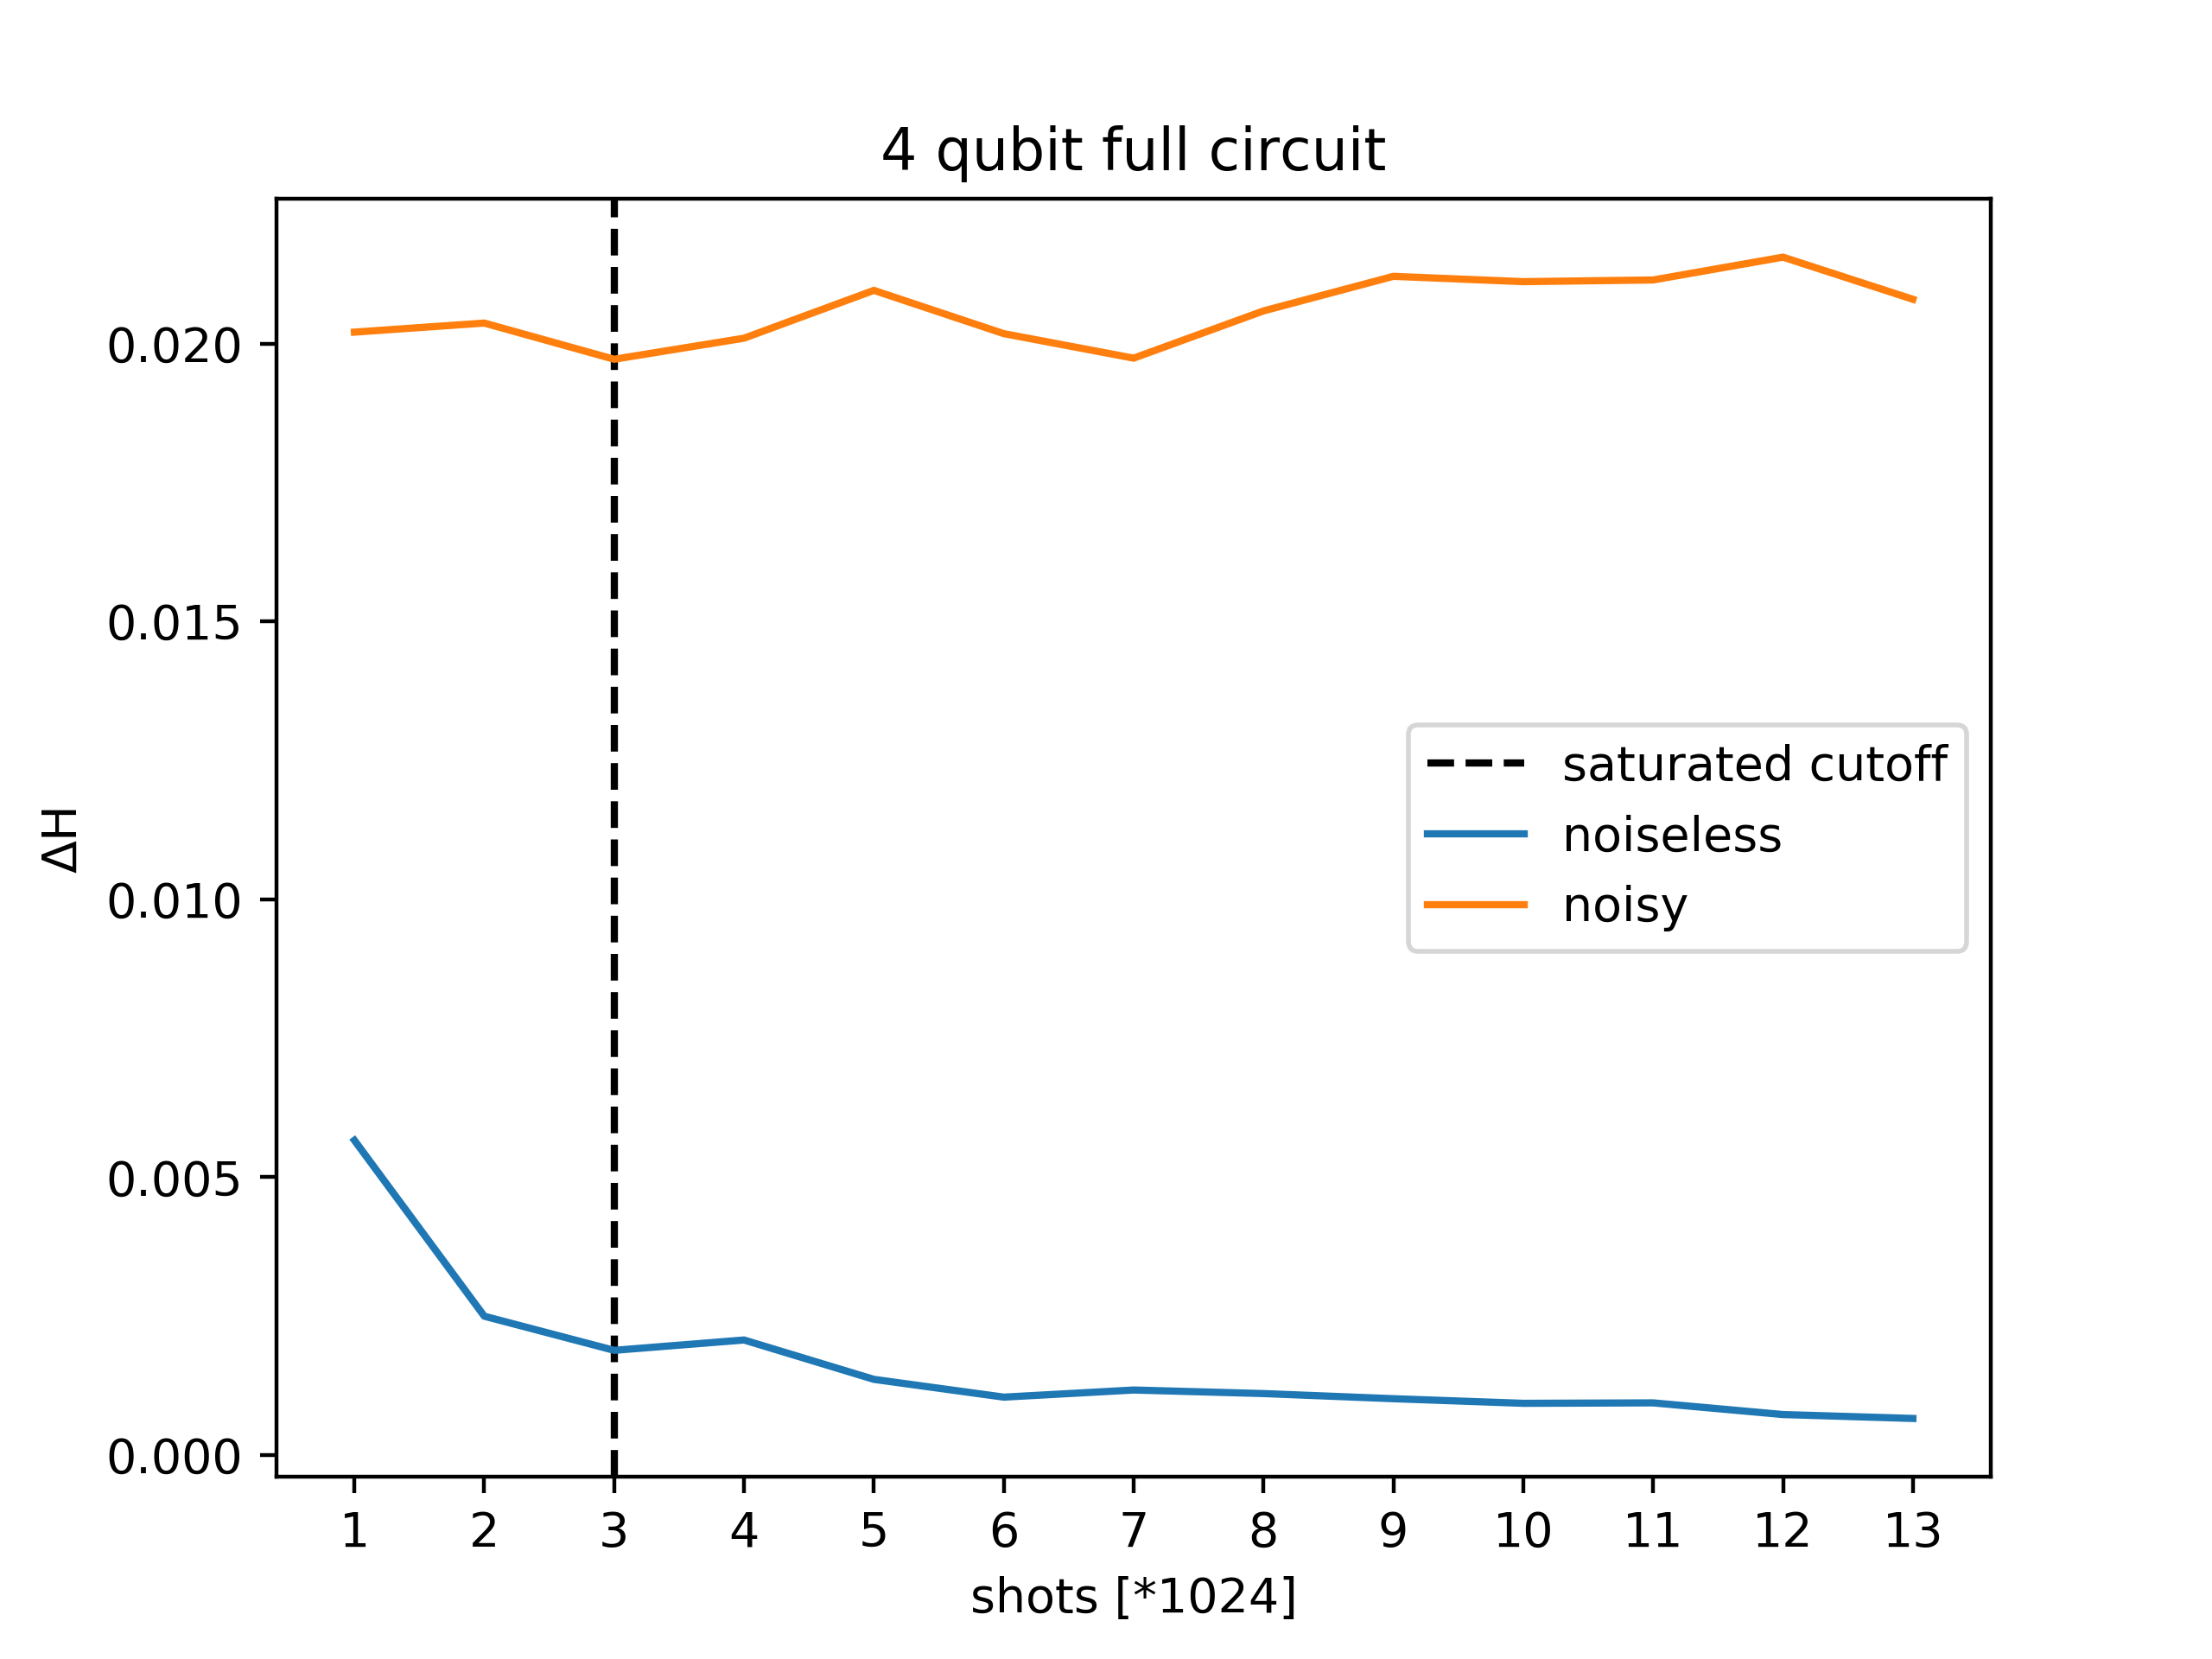 4 qubit full circuit
0.020
0.015
0.010
0.005
0.000
ΔH
saturated cutoff
noiseless
noisy
1 2 3 4 5 6 7 8 9 10 11 12 13
shots [*1024]